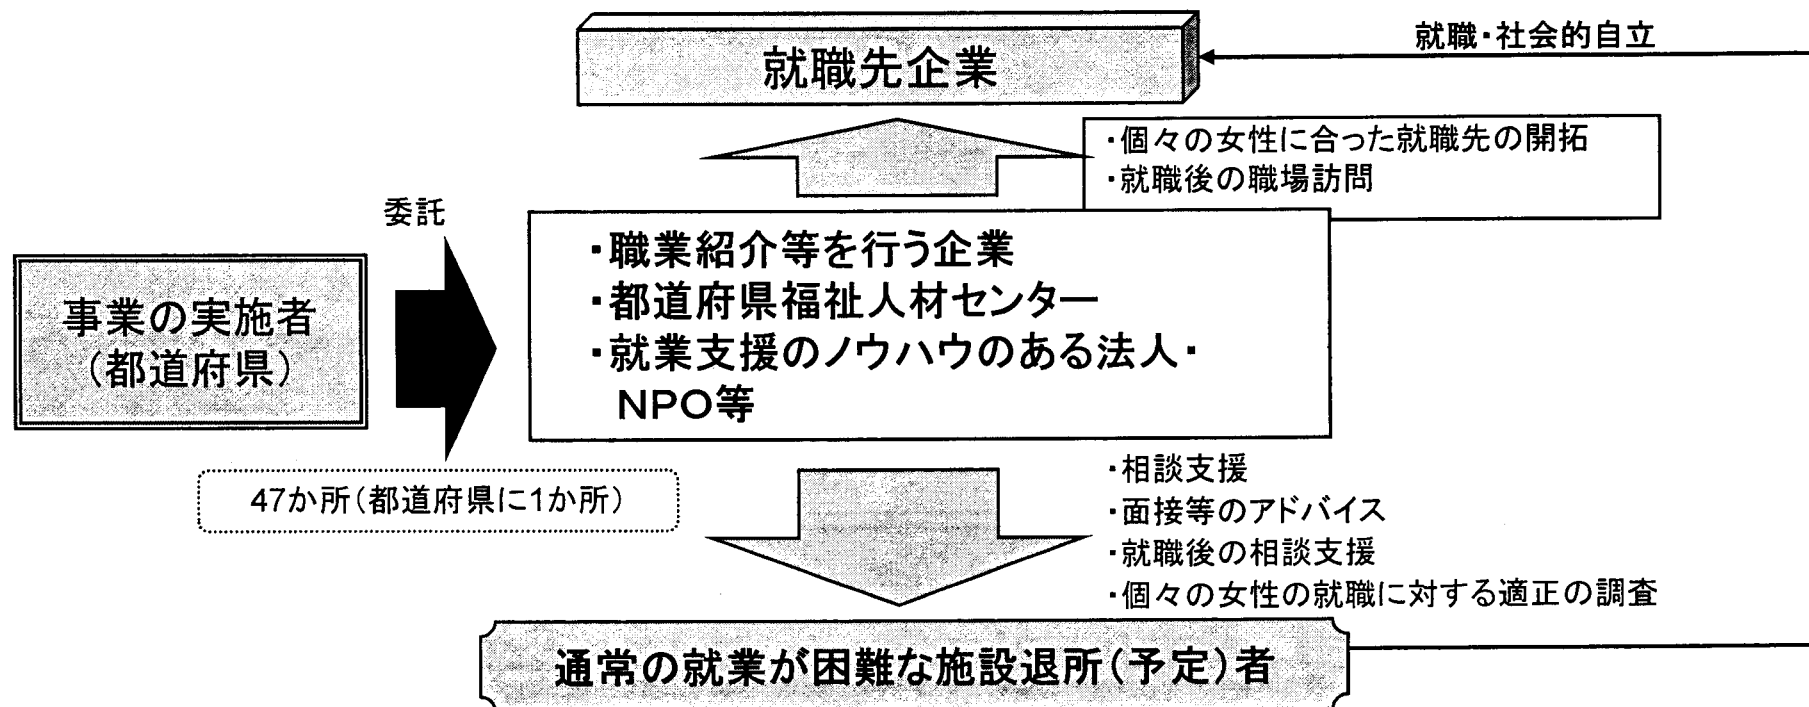 就職先企業
就職・社会的自立
・個々の女性に合った就職先の開拓
・就職後の職場訪問
委託
事業の実施者
(都道府県)
・職業紹介等を行う企業
・都道府県福祉人材センター
・就業支援のノウハウのある法人・
NPO等
47か所(都道府県に1か所)
・相談支援
・面接等のアドバイス
・就職後の相談支援
・個々の女性の就職に対する適正の調査
通常の就業が困難な施設退所(予定)者